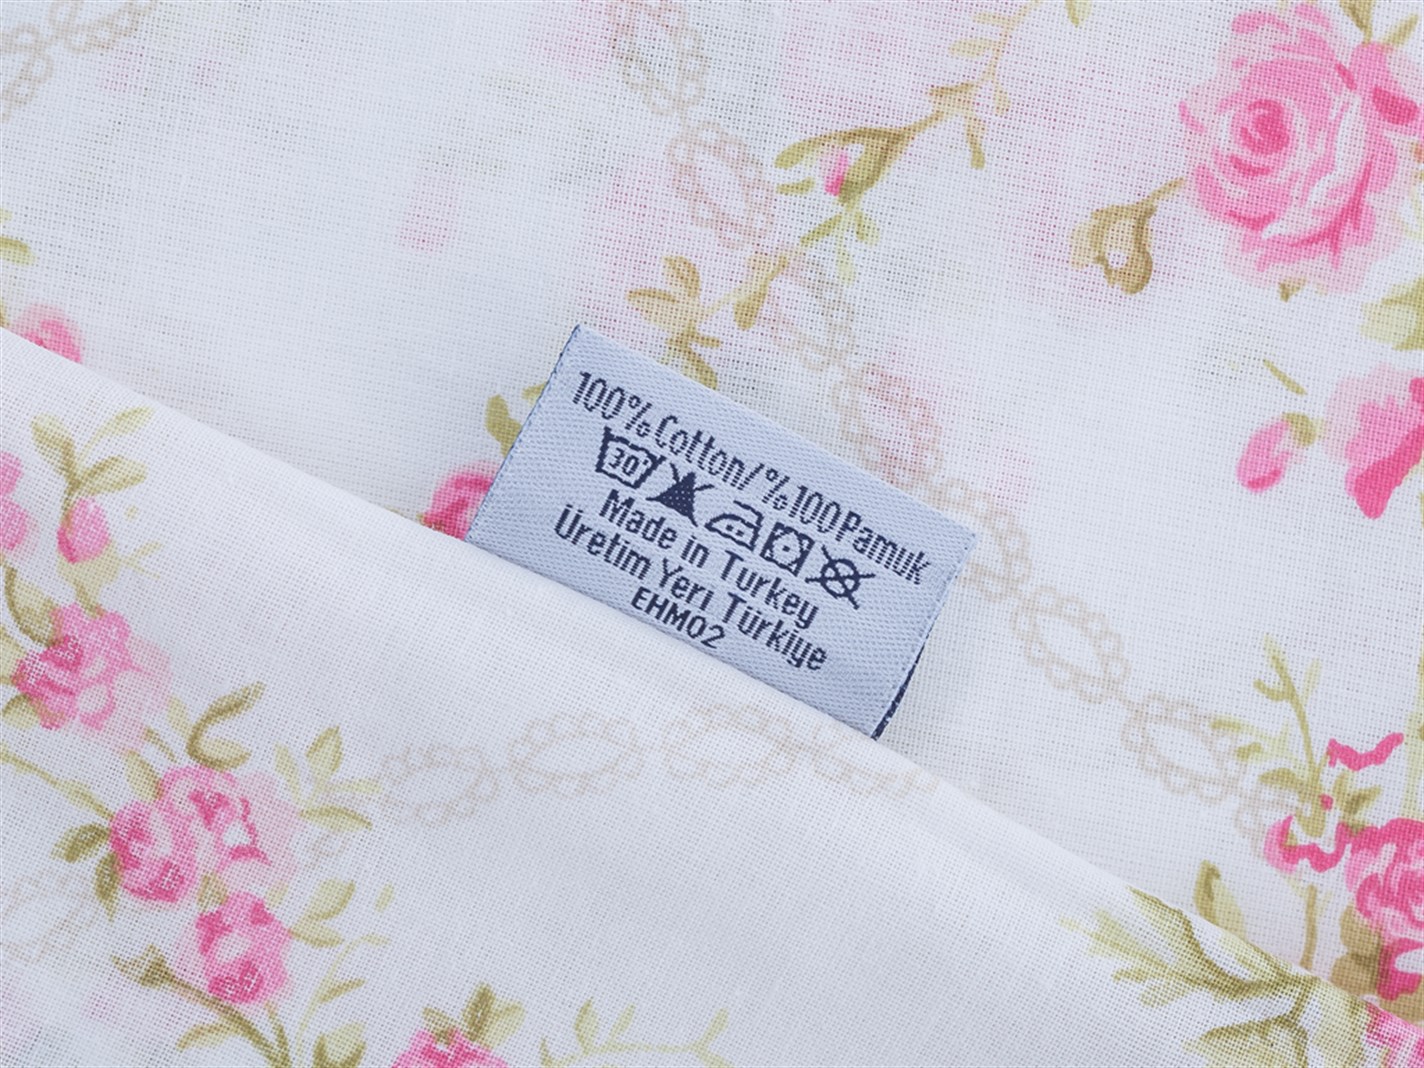 100%Cotton/%100Pamuk
30°
Made in Turkey
Üretim Yeri Türkiye
EHM02